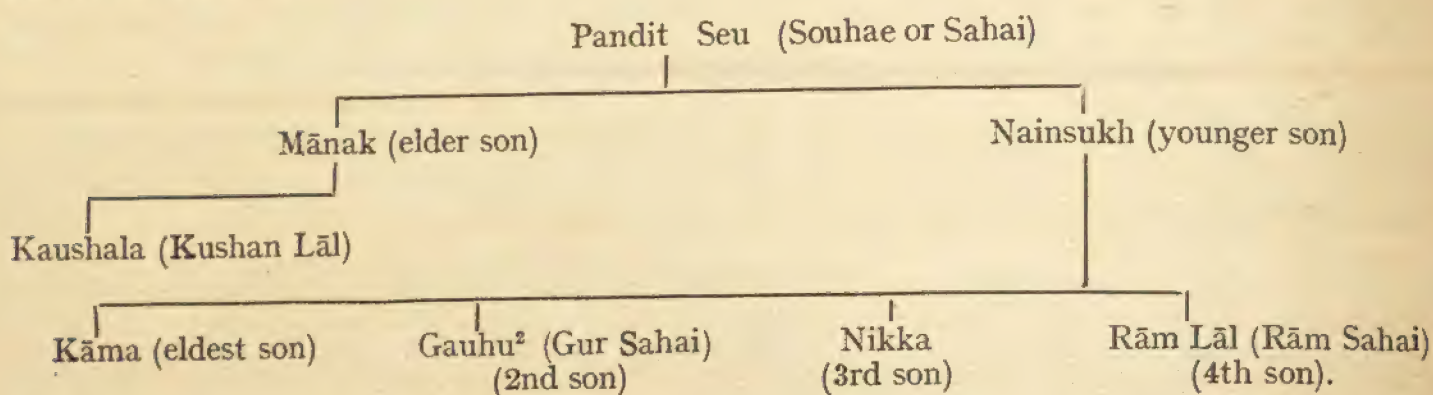 Pandit Seu (Souhae or Sahai)
Mānak (elder son)
Nainsukh (younger son)
Kaushala (Kushan Lāl)
Kāma (eldest son)
Gauhu² (Gur Sahai)
(2nd son)
Nikka
(3rd son)
Rām Lāl (Rām Sahai)
(4th son).